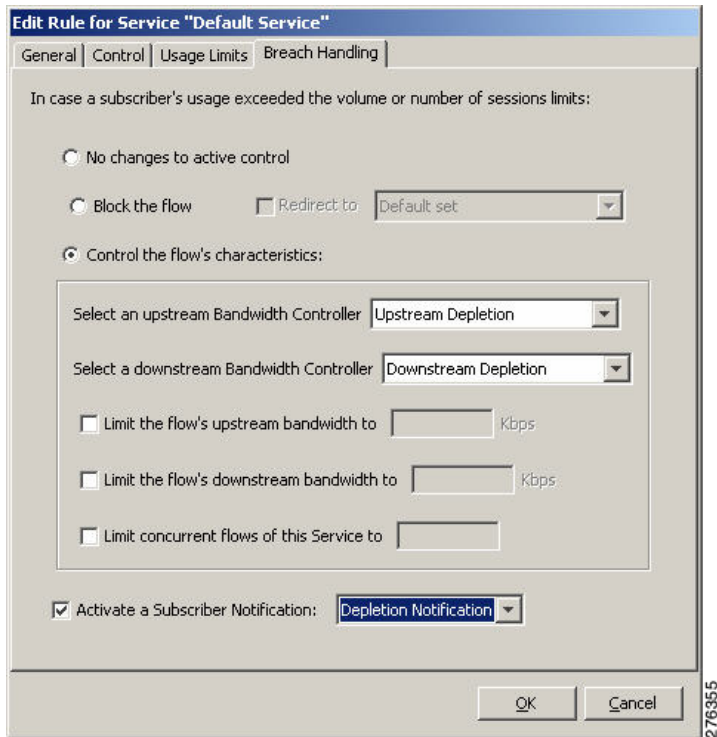 Edit Rule for Service "Default Service"
General Control Usage Limits Breach Handling
In case a subscriber's usage exceeded the volume or number of sessions limits:
No changes to active control
Block the flow Redirect to Default set
Control the flow's characteristics:
Select an upstream Bandwidth Controller Upstream Depletion
Select a downstream Bandwidth Controller Downstream Depletion
Limit the flow's upstream bandwidth to Kbps
Limit the flow's downstream bandwidth to Kbps
Limit concurrent flows of this Service to
Activate a Subscriber Notification: Depletion Notification
OK Cancel
276355